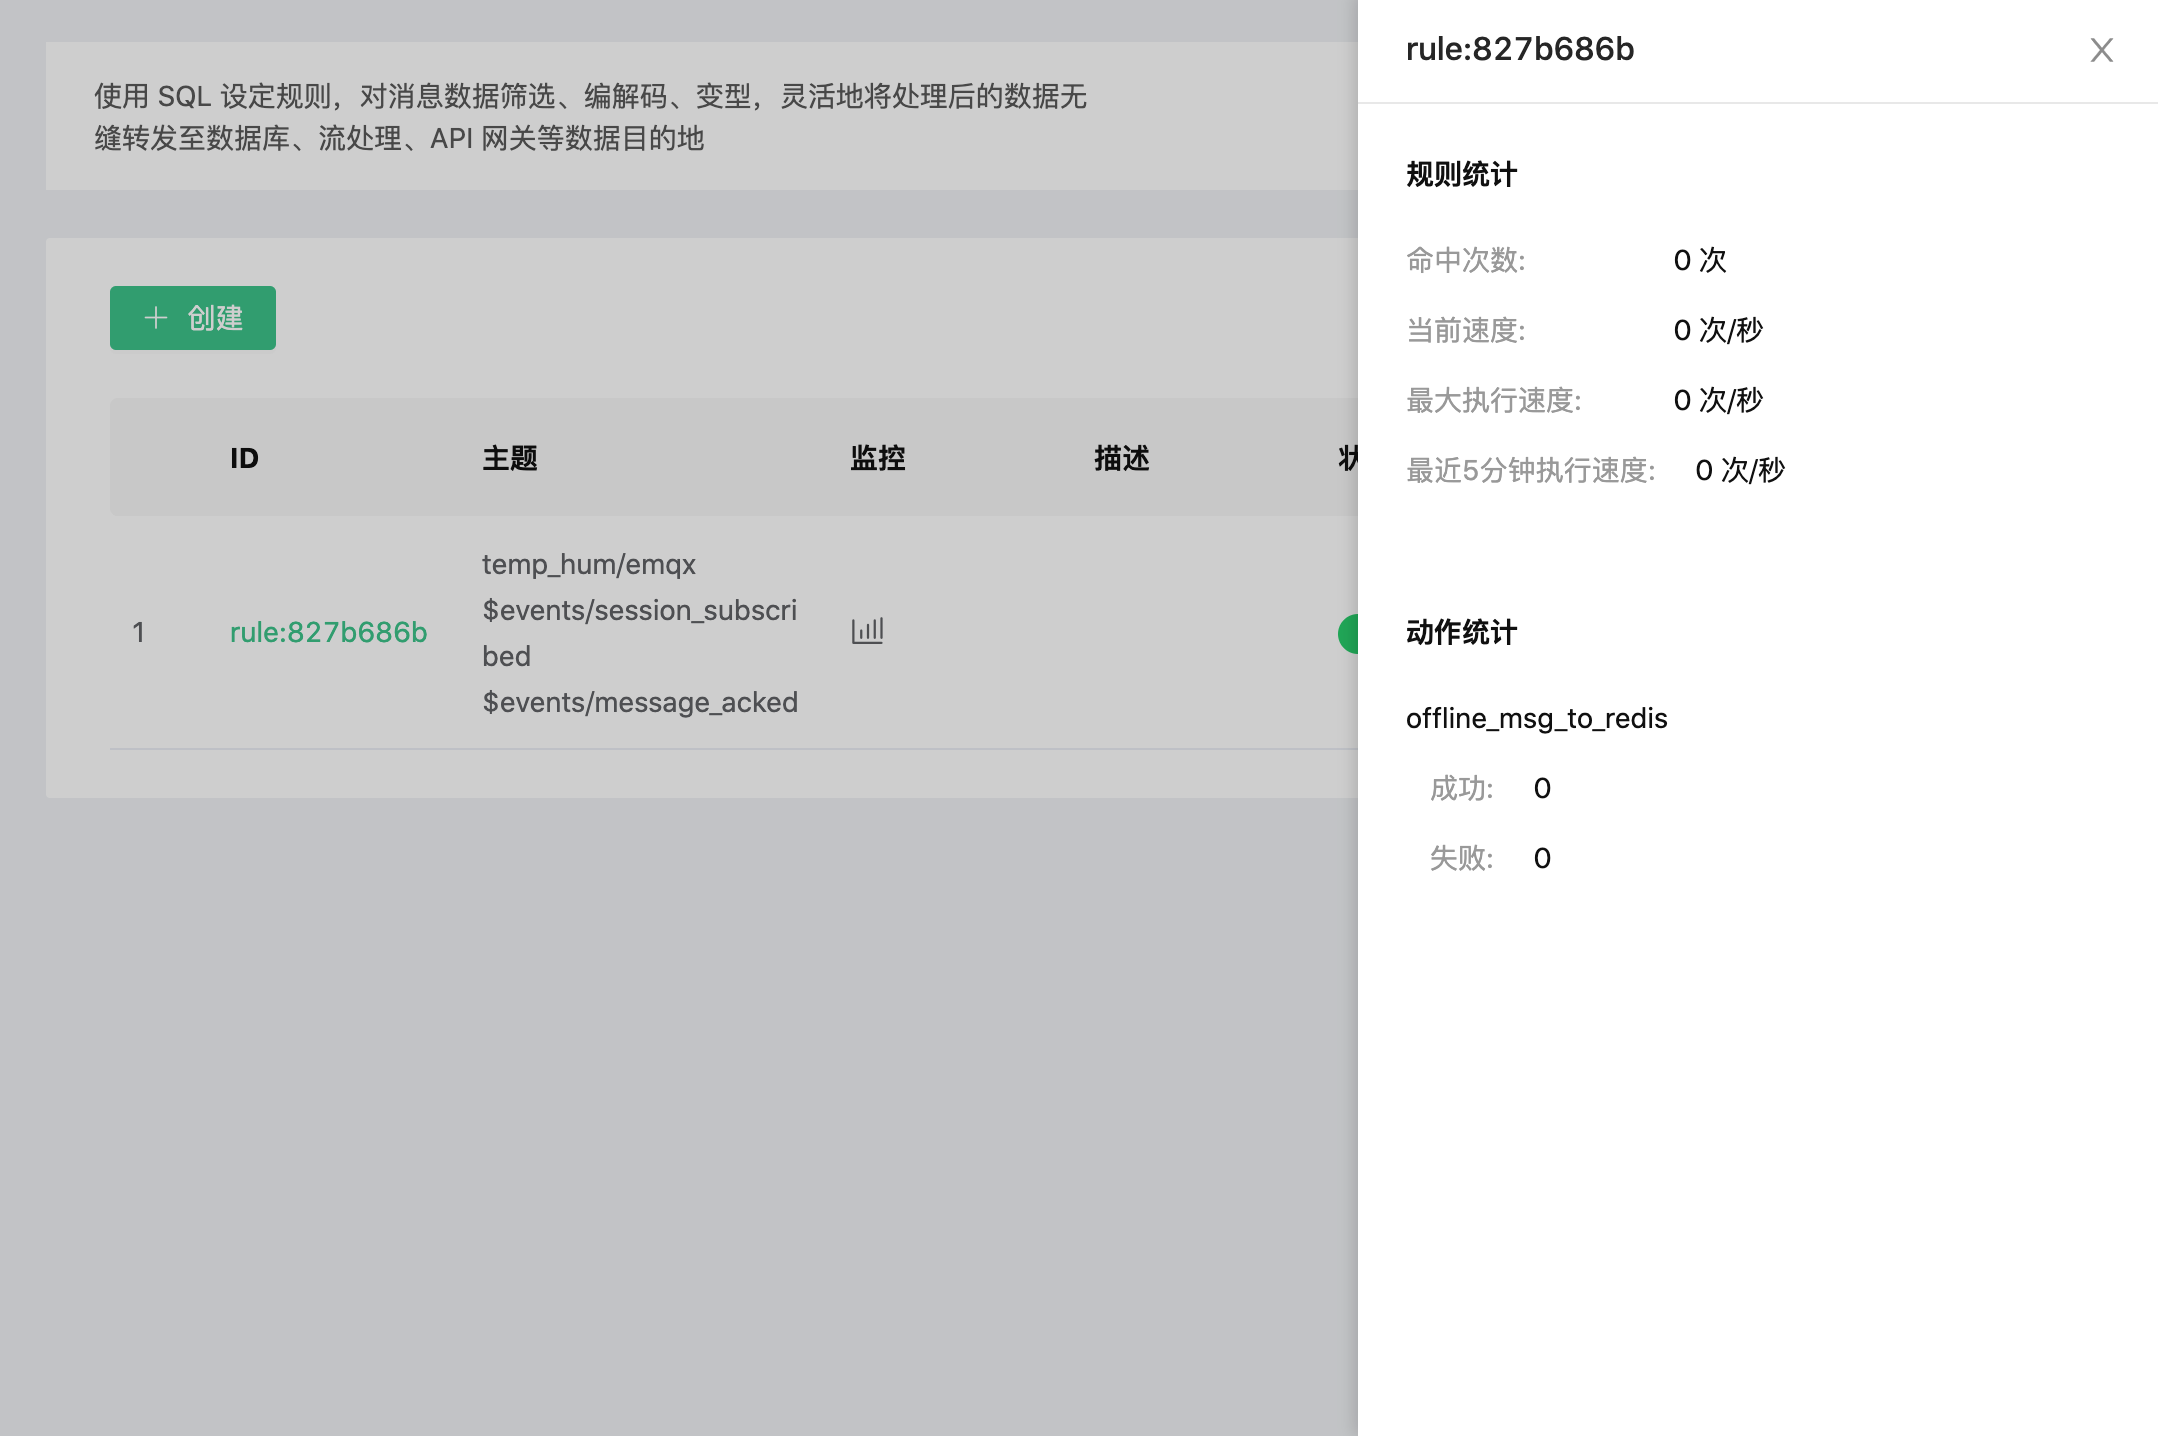 使用 SQL 设定规则，对消息数据筛选、编解码、变型，灵活地将处理后的数据无
缝转发至数据库、流处理、API 网关等数据目的地
创建
ID 主题 监控 描述 状
1 rule:827b686b
temp_hum/emqx
$events/session_subscri
bed
$events/message_acked
rule:827b686b
规则统计
命中次数: 0 次
当前速度: 0 次/秒
最大执行速度: 0 次/秒
最近5分钟执行速度: 0 次/秒
动作统计
offline_msg_to_redis
成功: 0
失败: 0